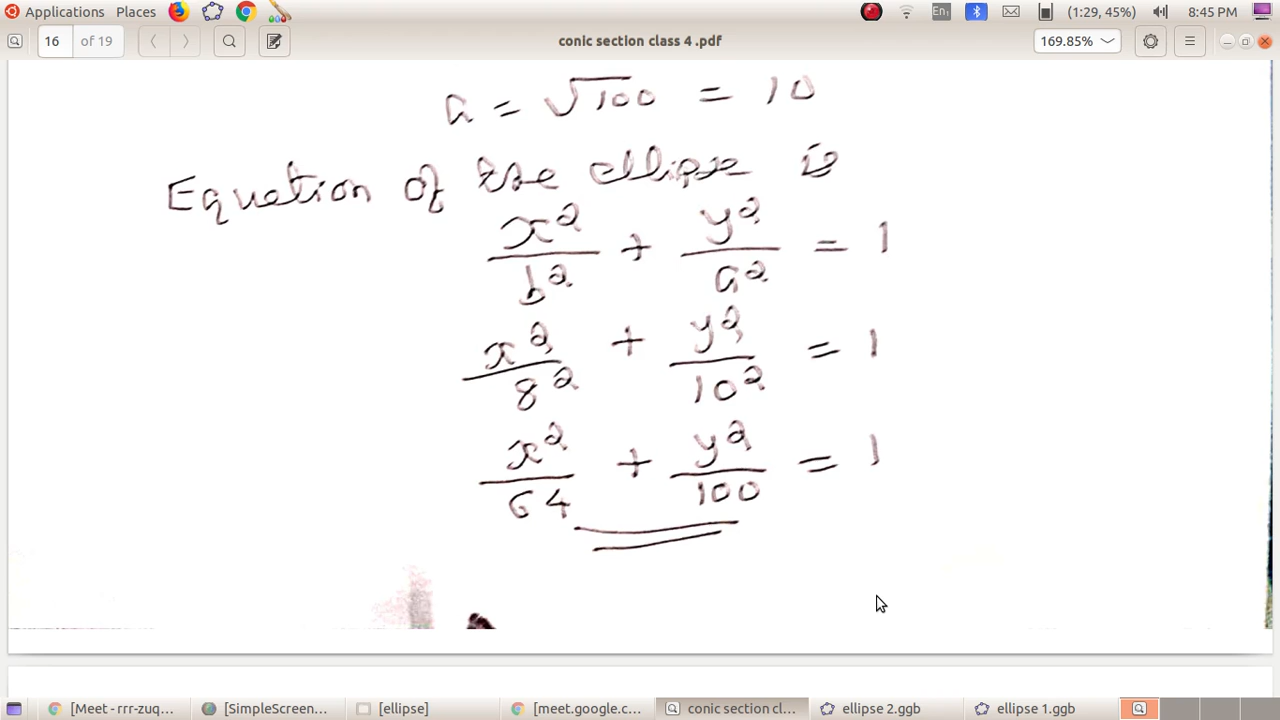 Applications Places En1 (1:29, 45%) 8:45 PM
16 of 19 conic section class 4 .pdf 169.85%
a = √100 = 10
Equation of the ellipse is
x²/b² + y²/a² = 1
x²/8² + y²/10² = 1
x²/64 + y²/100 = 1
[Meet - rrr-zuq... [SimpleScreen... [ellipse] [meet.google.c... conic section cl... ellipse 2.ggb ellipse 1.ggb